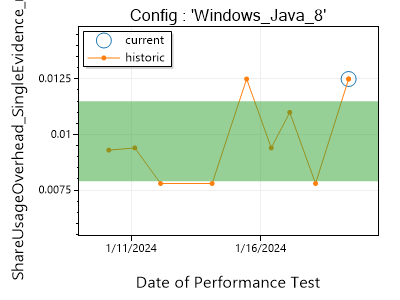 Config : 'Windows_Java_8'
current
historic
0.0125
0.01
0.0075
1/11/2024
1/16/2024
Date of Performance Test
ShareUsageOverhead_SingleEvidence_